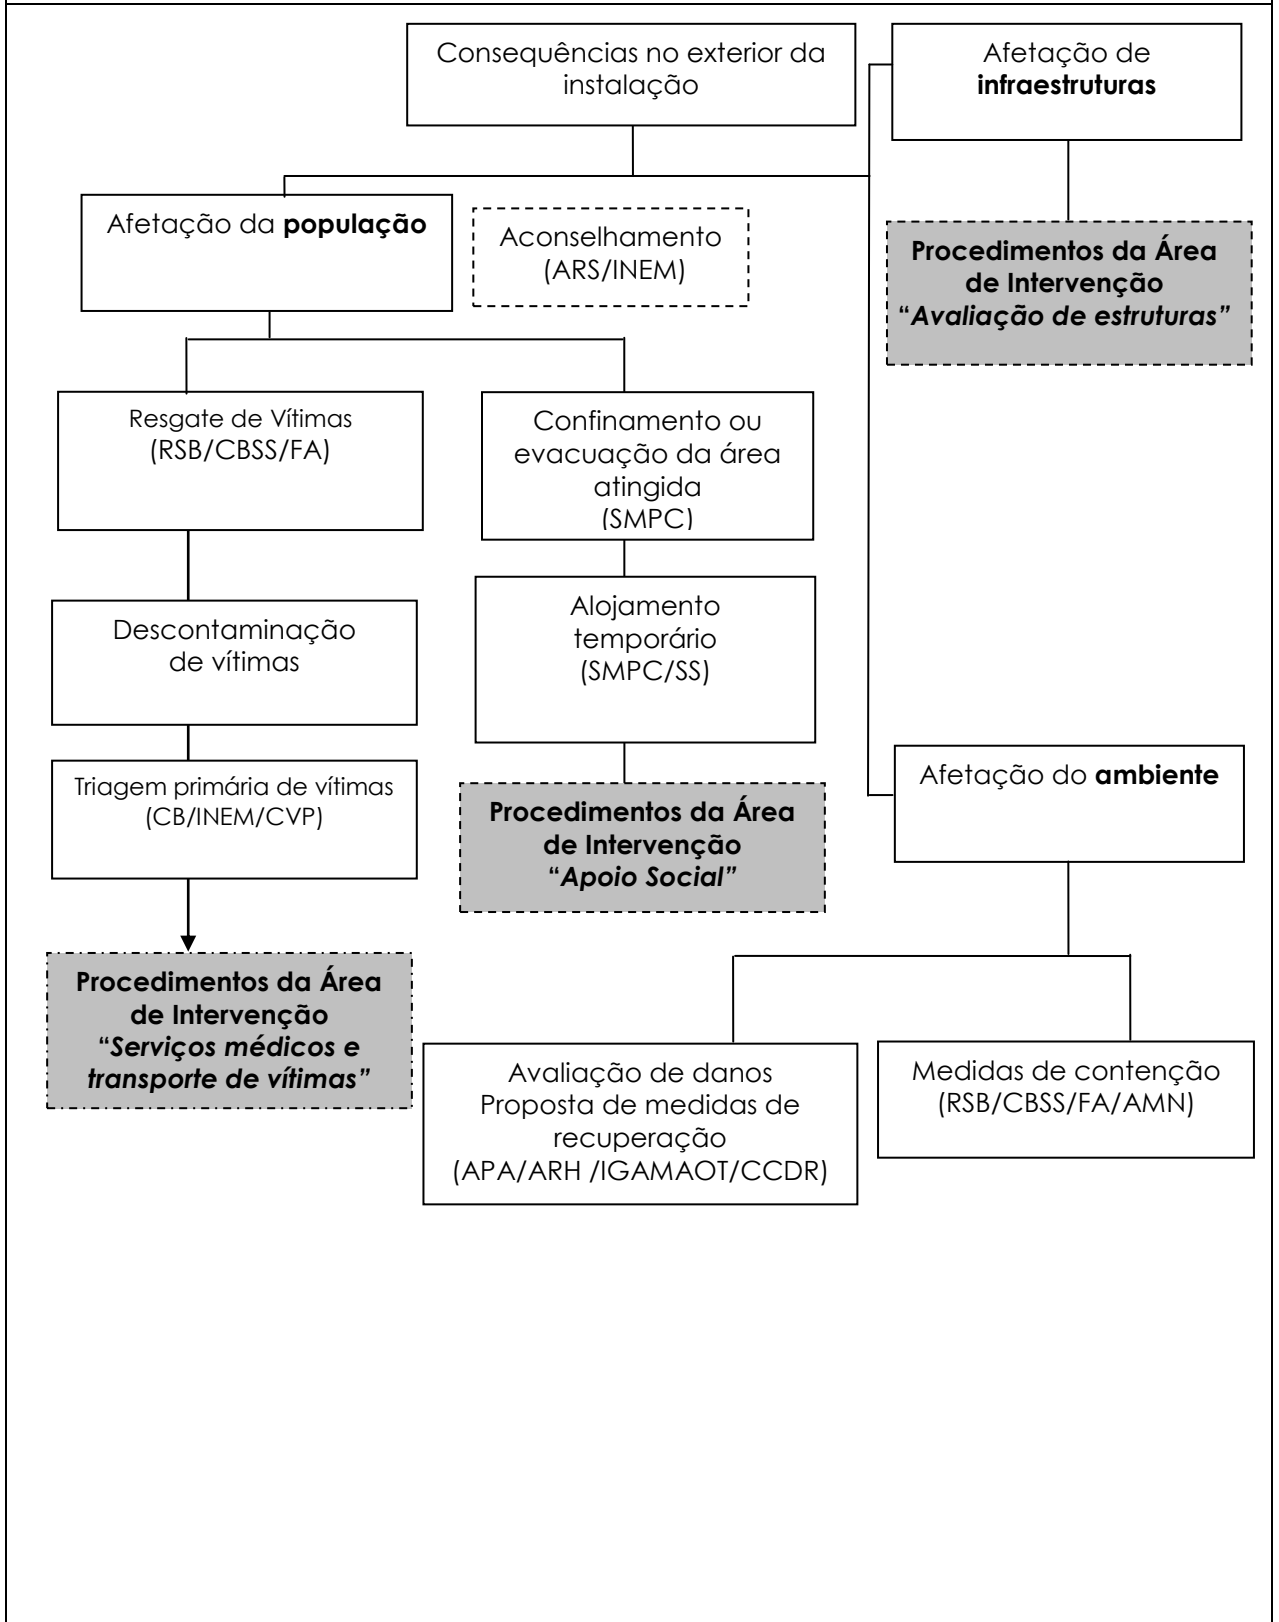 Consequências no exterior da
instalação
Afetação de
infraestruturas
Afetação da população
Aconselhamento
(ARS/INEM)
Procedimentos da Área
de Intervenção
“Avaliação de estruturas”
Resgate de Vítimas
(RSB/CBSS/FA)
Confinamento ou
evacuação da área
atingida
(SMPC)
Descontaminação
de vítimas
Alojamento
temporário
(SMPC/SS)
Triagem primária de vítimas
(CB/INEM/CVP)
Procedimentos da Área
de Intervenção
“Apoio Social”
Afetação do ambiente
Procedimentos da Área
de Intervenção
“Serviços médicos e
transporte de vítimas”
Avaliação de danos
Proposta de medidas de
recuperação
(APA/ARH /IGAMAOT/CCDR)
Medidas de contenção
(RSB/CBSS/FA/AMN)